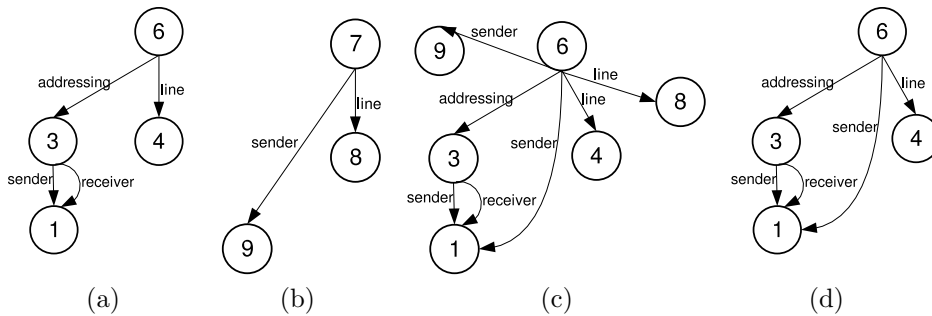 6
addressing
line
3
4
sender
receiver
1
(a)
7
sender
line
8
9
(b)
9
sender
6
line
8
addressing
line
3
sender
4
sender
receiver
1
(c)
6
addressing
line
3
sender
4
sender
receiver
1
(d)